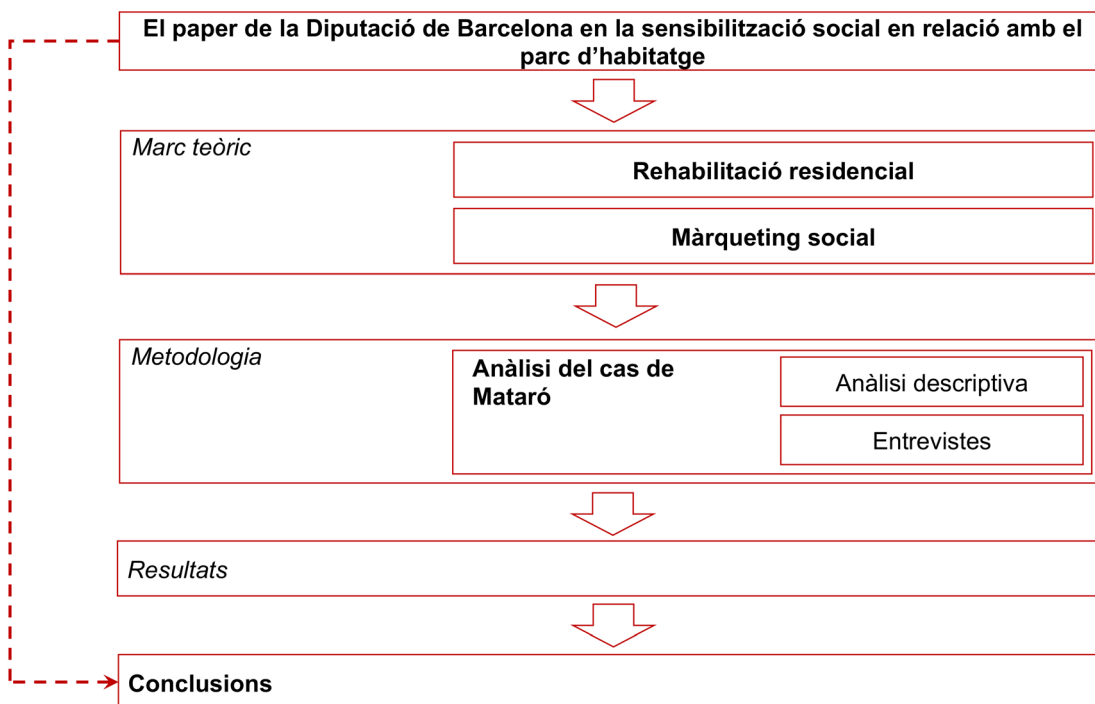 El paper de la Diputació de Barcelona en la sensibilització social en relació amb el
parc d’habitatge
Marc teòric
Rehabilitació residencial
Màrqueting social
Metodologia
Anàlisi del cas de
Mataró
Anàlisi descriptiva
Entrevistes
Resultats
Conclusions